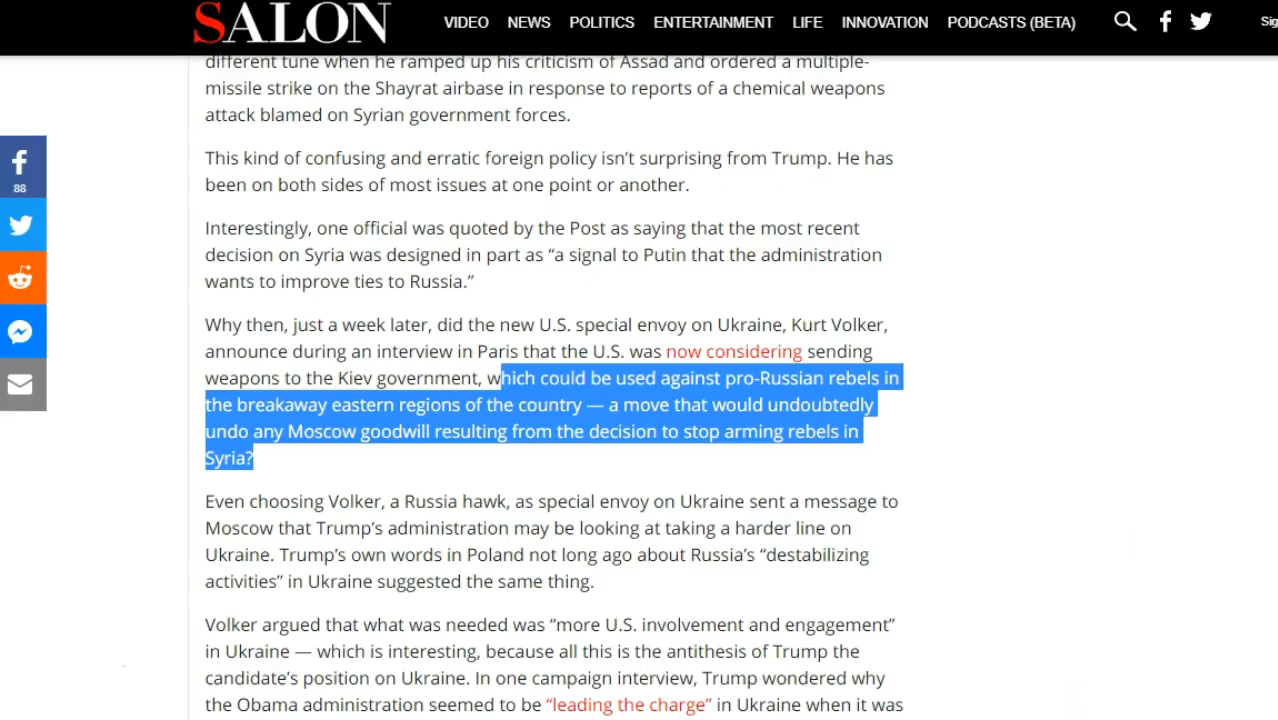 SALON
VIDEO NEWS POLITICS ENTERTAINMENT LIFE INNOVATION PODCASTS (BETA)
Sig
different tune when he ramped up his criticism of Assad and ordered a multiple-
missile strike on the Shayrat airbase in response to reports of a chemical weapons
attack blamed on Syrian government forces.
This kind of confusing and erratic foreign policy isn’t surprising from Trump. He has
been on both sides of most issues at one point or another.
Interestingly, one official was quoted by the Post as saying that the most recent
decision on Syria was designed in part as “a signal to Putin that the administration
wants to improve ties to Russia.”
Why then, just a week later, did the new U.S. special envoy on Ukraine, Kurt Volker,
announce during an interview in Paris that the U.S. was now considering sending
weapons to the Kiev government, which could be used against pro-Russian rebels in
the breakaway eastern regions of the country — a move that would undoubtedly
undo any Moscow goodwill resulting from the decision to stop arming rebels in
Syria?
Even choosing Volker, a Russia hawk, as special envoy on Ukraine sent a message to
Moscow that Trump’s administration may be looking at taking a harder line on
Ukraine. Trump’s own words in Poland not long ago about Russia’s “destabilizing
activities” in Ukraine suggested the same thing.
Volker argued that what was needed was “more U.S. involvement and engagement”
in Ukraine — which is interesting, because all this is the antithesis of Trump the
candidate’s position on Ukraine. In one campaign interview, Trump wondered why
the Obama administration seemed to be “leading the charge” in Ukraine when it was
88